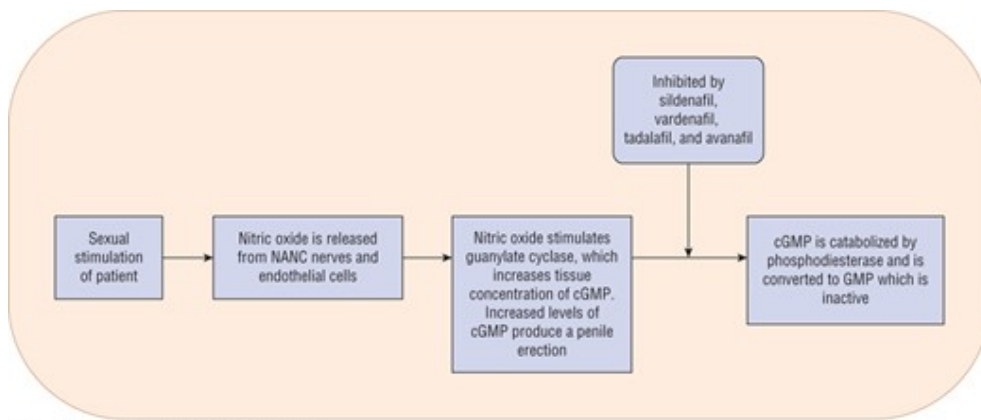 Inhibited by
sildenafil,
vardenafil,
tadalafil, and avanafil
Sexual
stimulation
of patient
Nitric oxide is released
from NANC nerves and
endothelial cells
Nitric oxide stimulates
guanylate cyclase, which
increases tissue
concentration of cGMP.
Increased levels of
cGMP produce a penile
erection
cGMP is catabolized by
phosphodiesterase and is
converted to GMP which is
inactive